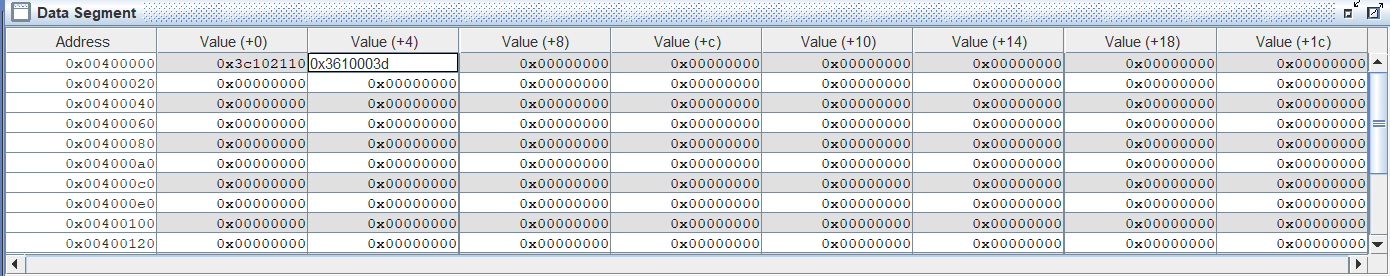 Data Segment
Address Value (+0) Value (+4) Value (+8) Value (+c) Value (+10) Value (+14) Value (+18) Value (+1c)
0x00400000 0x3c102110 0x3610003d 0x00000000 0x00000000 0x00000000 0x00000000 0x00000000 0x00000000
0x00400020 0x00000000 0x00000000 0x00000000 0x00000000 0x00000000 0x00000000 0x00000000 0x00000000
0x00400040 0x00000000 0x00000000 0x00000000 0x00000000 0x00000000 0x00000000 0x00000000 0x00000000
0x00400060 0x00000000 0x00000000 0x00000000 0x00000000 0x00000000 0x00000000 0x00000000 0x00000000
0x00400080 0x00000000 0x00000000 0x00000000 0x00000000 0x00000000 0x00000000 0x00000000 0x00000000
0x004000a0 0x00000000 0x00000000 0x00000000 0x00000000 0x00000000 0x00000000 0x00000000 0x00000000
0x004000c0 0x00000000 0x00000000 0x00000000 0x00000000 0x00000000 0x00000000 0x00000000 0x00000000
0x004000e0 0x00000000 0x00000000 0x00000000 0x00000000 0x00000000 0x00000000 0x00000000 0x00000000
0x00400100 0x00000000 0x00000000 0x00000000 0x00000000 0x00000000 0x00000000 0x00000000 0x00000000
0x00400120 0x00000000 0x00000000 0x00000000 0x00000000 0x00000000 0x00000000 0x00000000 0x00000000